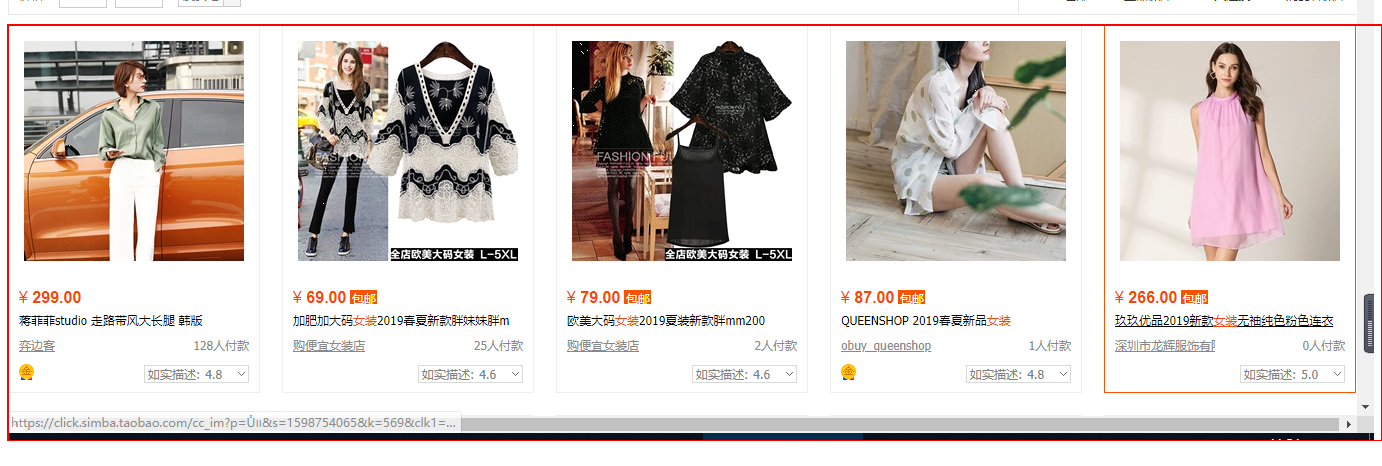 FASHION FULL
FASHION FUL
全店欧美大码女装 L-5XL
全店欧美大码女装 L-5XL
¥ 299.00
¥ 69.00 包邮
¥ 79.00 包邮
¥ 87.00 包邮
¥ 266.00 包邮
蒋菲菲studio 走路带风大长腿 韩版
加肥加大码女装2019春夏新款胖妹妹胖m
欧美大码女装2019夏装新款胖mm200
QUEENSHOP 2019春夏新品女装
玖玖优品2019新款女装无袖纯色粉色连衣
弈边客 128人付款
购便宜女装店 25人付款
购便宜女装店 2人付款
obuy_queenshop 1人付款
深圳市龙辉服饰有限 0人付款
如实描述: 4.8
如实描述: 4.6
如实描述: 4.6
如实描述: 4.8
如实描述: 5.0
https://click.simba.taobao.com/cc_im?p=Ůıı&s=1598754065&k=569&clk1=...